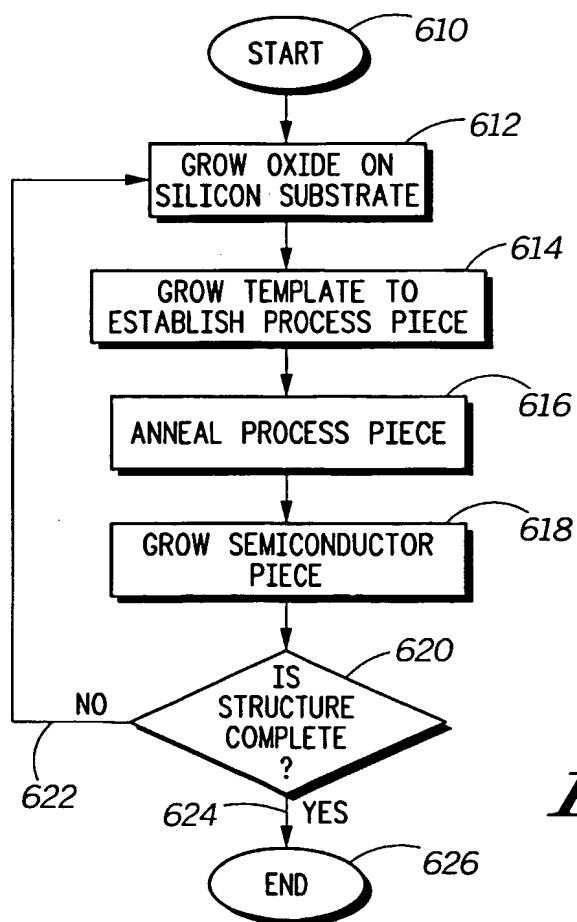 START
610
GROW OXIDE ON
SILICON SUBSTRATE
612
GROW TEMPLATE TO
ESTABLISH PROCESS PIECE
614
ANNEAL PROCESS PIECE
616
GROW SEMICONDUCTOR
PIECE
618
IS
STRUCTURE
COMPLETE
?
620
NO
622
624
YES
END
626